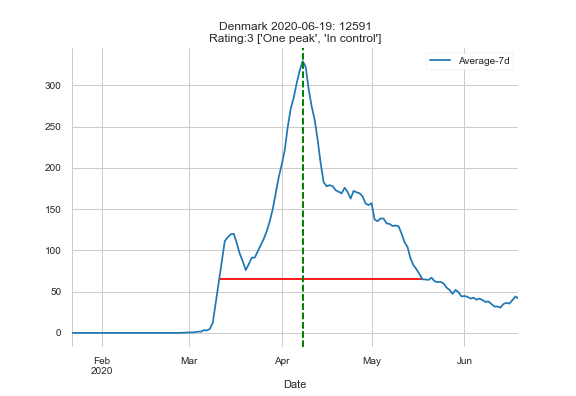 Denmark 2020-06-19: 12591
Rating:3 ['One peak', 'In control']
Average-7d
300
250
200
150
100
50
0
Feb
2020
Mar
Apr
May
Jun
Date